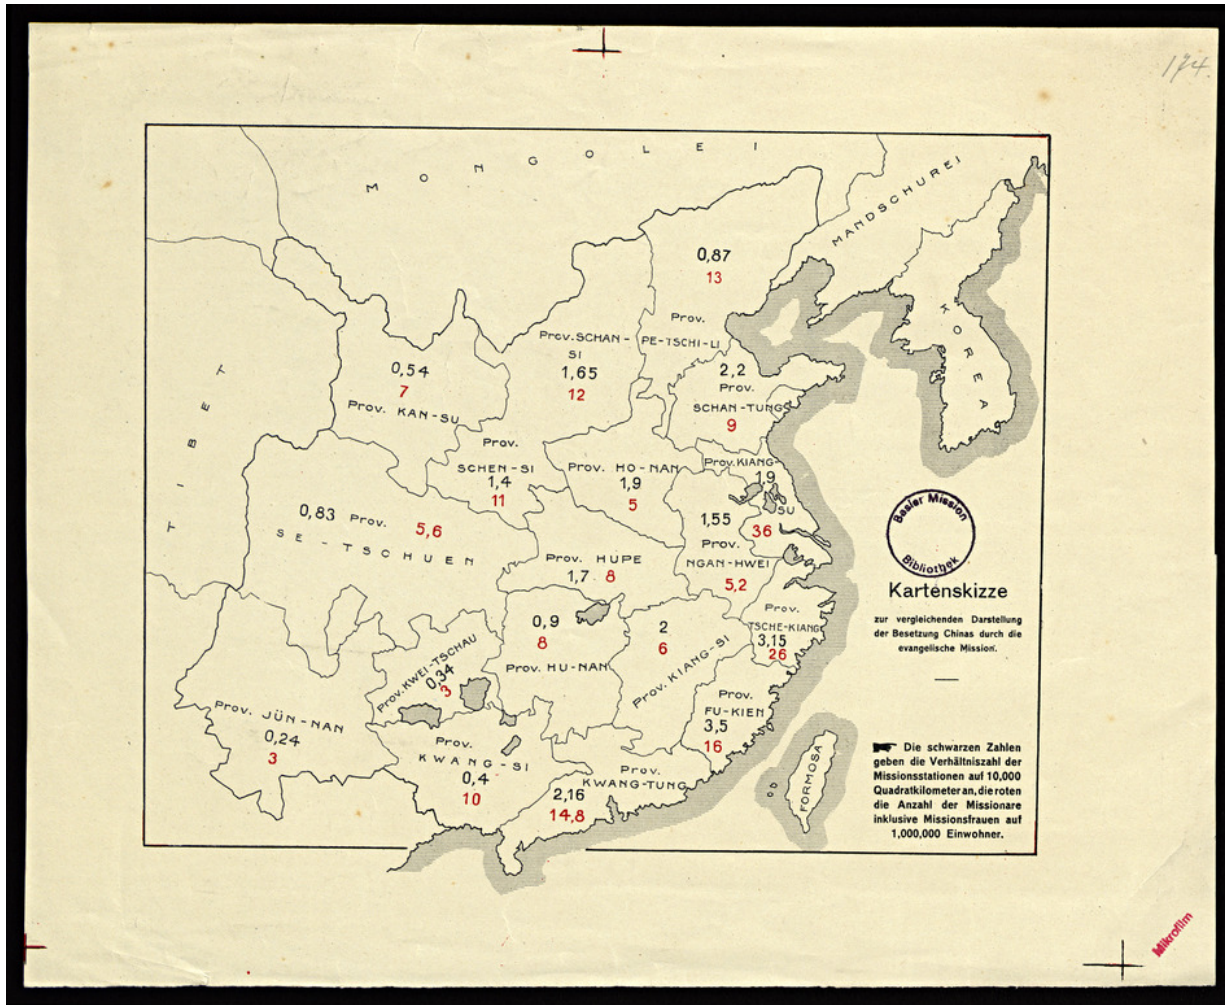 174.
MONGOLEI
MANDSCHUREI
KOREA
TIBET
0,87
13
Prov.
PE-TSCHI-LI
Prov. SCHAN-
SI
1,65
12
0,54
7
Prov. KAN-SU
2,2
Prov.
SCHAN-TUNG
9
Prov.
SCHEN-SI
1,4
11
Prov. HO-NAN
1,9
5
Prov. KIANG-
1,9
SU
36
0,83 Prov. 5,6
SE-TSCHUEN
1,55
Prov.
NGAN-HWEI
5,2
Prov. HUPE
1,7 8
Prov.
TSCHE-KIANG
3,15
26
0,9
8
Prov. HU-NAN
2
6
Prov. KIANG-SI
Prov. KWEI-TSCHAU
0,34
3
Prov.
FU-KIEN
3,5
16
Prov. JÜN-NAN
0,24
3
Prov.
KWANG-SI
0,4
10
Prov.
KWANG-TUNG
2,16
14,8
FORMOSA
Basler Mission
Bibliothek
Kartenskizze
zur vergleichenden Darstellung
der Besetzung Chinas durch die
evangelische Mission.
Die schwarzen Zahlen
geben die Verhältniszahl der
Missionsstationen auf 10,000
Quadratkilometer an, die roten
die Anzahl der Missionare
inklusive Missionsfrauen auf
1,000,000 Einwohner.
Mikrofilm